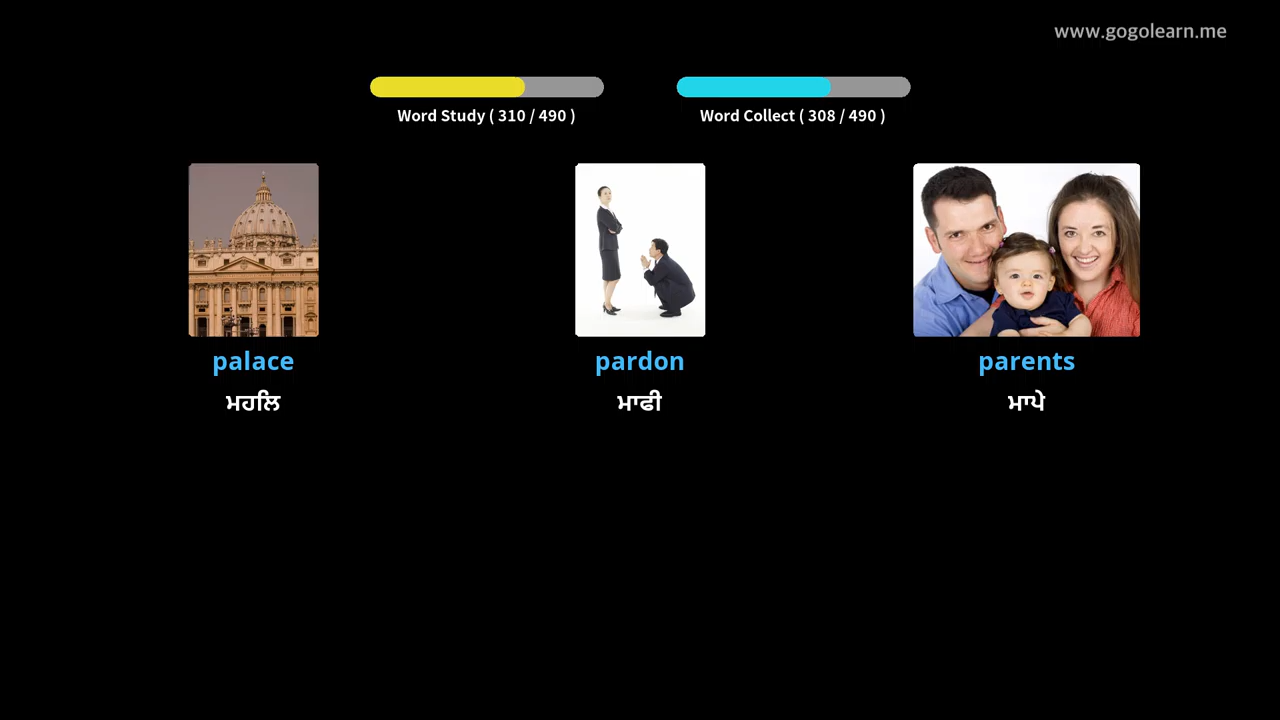 www.gogolearn.me
Word Study ( 310 / 490 ) Word Collect ( 308 / 490 )
palace pardon parents
ਮਹਲਿ ਮਾਫੀ ਮਾਪੇ